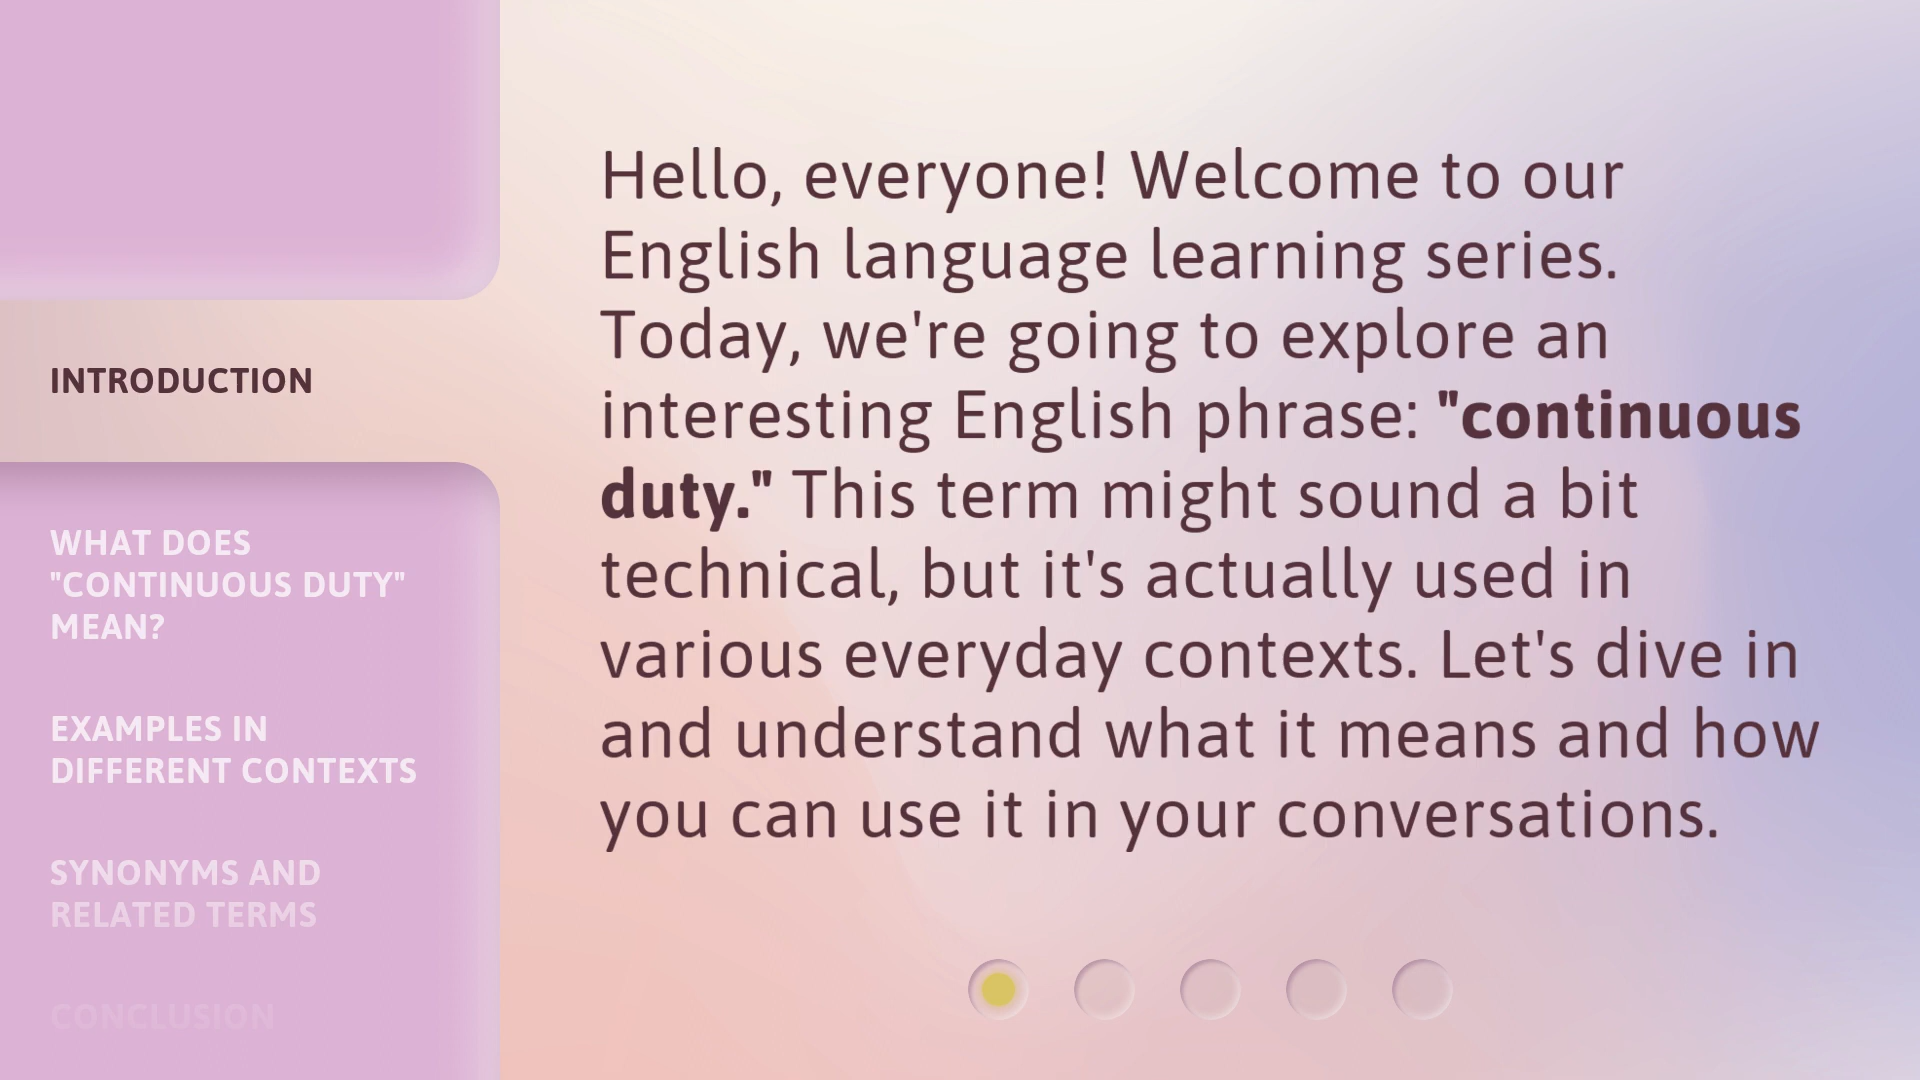 INTRODUCTION
WHAT DOES
"CONTINUOUS DUTY"
MEAN?
EXAMPLES IN
DIFFERENT CONTEXTS
SYNONYMS AND
RELATED TERMS
CONCLUSION
Hello, everyone! Welcome to our
English language learning series.
Today, we're going to explore an
interesting English phrase: "continuous
duty." This term might sound a bit
technical, but it's actually used in
various everyday contexts. Let's dive in
and understand what it means and how
you can use it in your conversations.